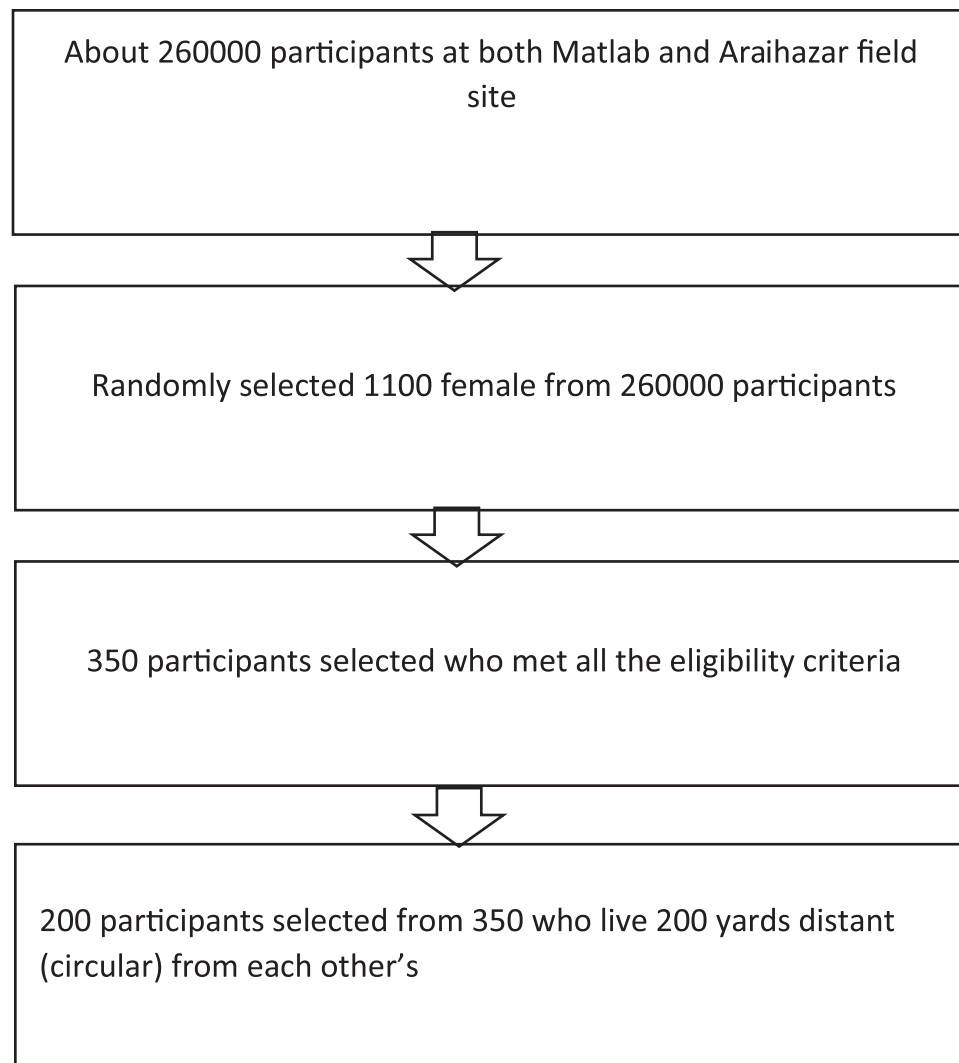 About 260000 participants at both Matlab and Araihazar field
site
Randomly selected 1100 female from 260000 participants
350 participants selected who met all the eligibility criteria
200 participants selected from 350 who live 200 yards distant
(circular) from each other’s